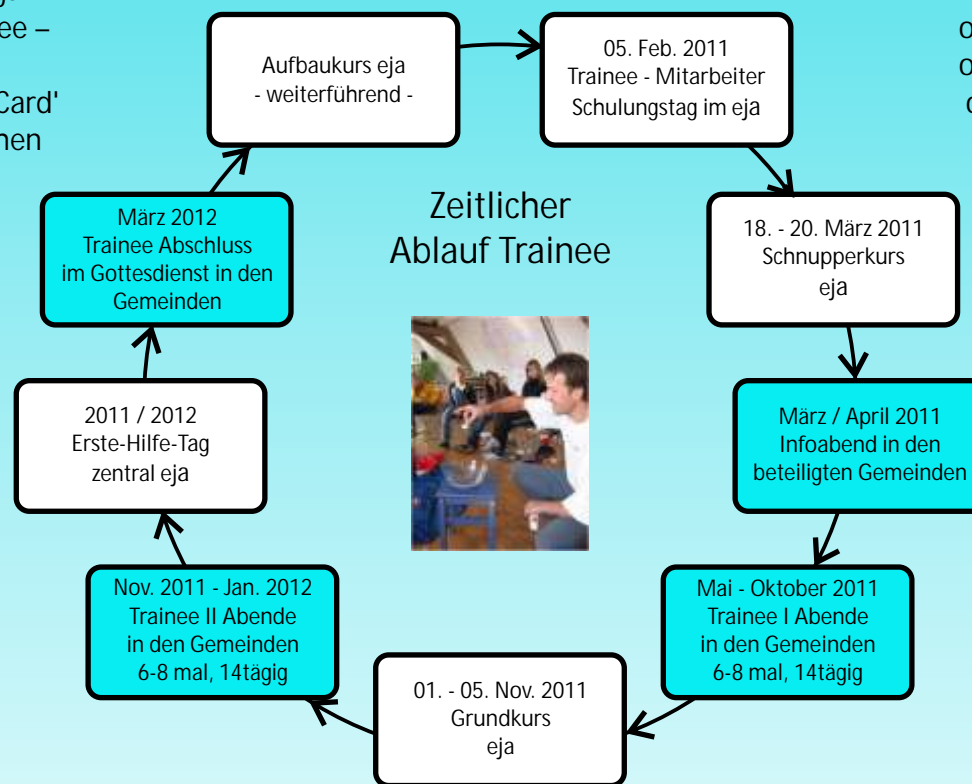 ee –
Card'
nen
o
o
Zeitlicher
Ablauf Trainee
05. Feb. 2011
Trainee - Mitarbeiter
Schulungstag im eja
18. - 20. März 2011
Schnupperkurs
eja
März / April 2011
Infoabend in den
beteiligten Gemeinden
Mai - Oktober 2011
Trainee I Abende
in den Gemeinden
6-8 mal, 14tägig
01. - 05. Nov. 2011
Grundkurs
eja
Nov. 2011 - Jan. 2012
Trainee II Abende
in den Gemeinden
6-8 mal, 14tägig
2011 / 2012
Erste-Hilfe-Tag
zentral eja
März 2012
Trainee Abschluss
im Gottesdienst in den
Gemeinden
Aufbaukurs eja
- weiterführend -